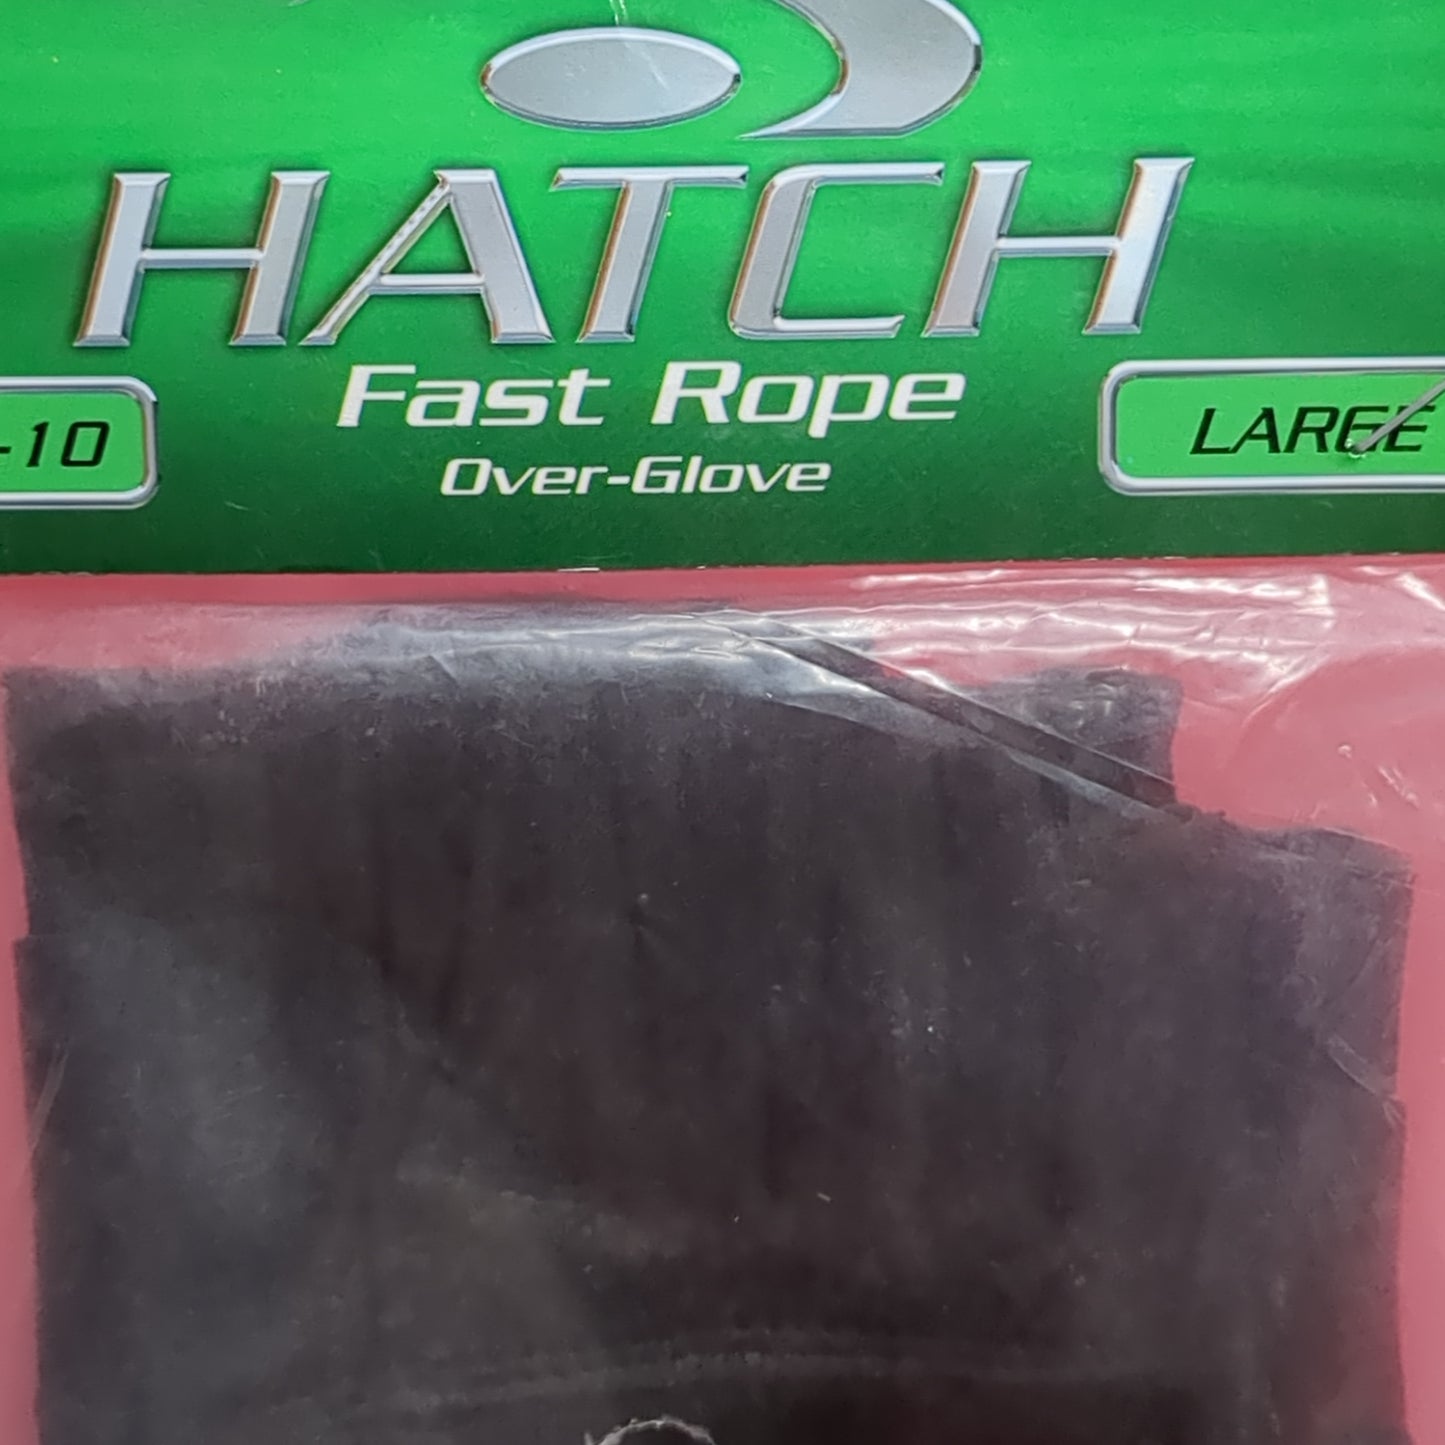 HATCH
Fast Rope
Over-Glove
-10
LARGE